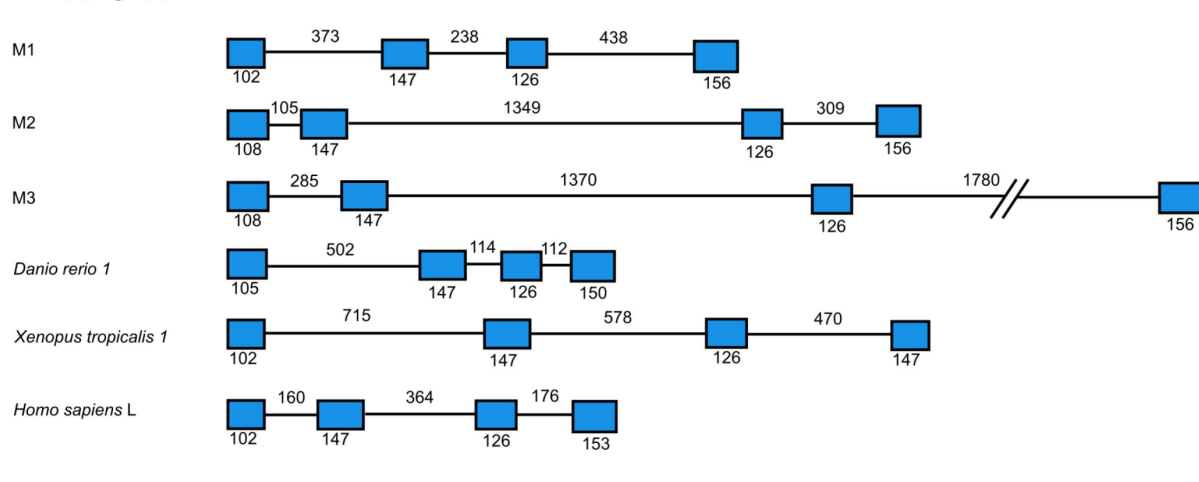 M1 373 238 438
102 147 126 156
M2 105 1349 309
108 147 126 156
M3 285 1370 1780
108 147 126 156
Danio rerio 1 502 114 112
105 147 126 150
Xenopus tropicalis 1 715 578 470
102 147 126 147
Homo sapiens L 160 364 176
102 147 126 153